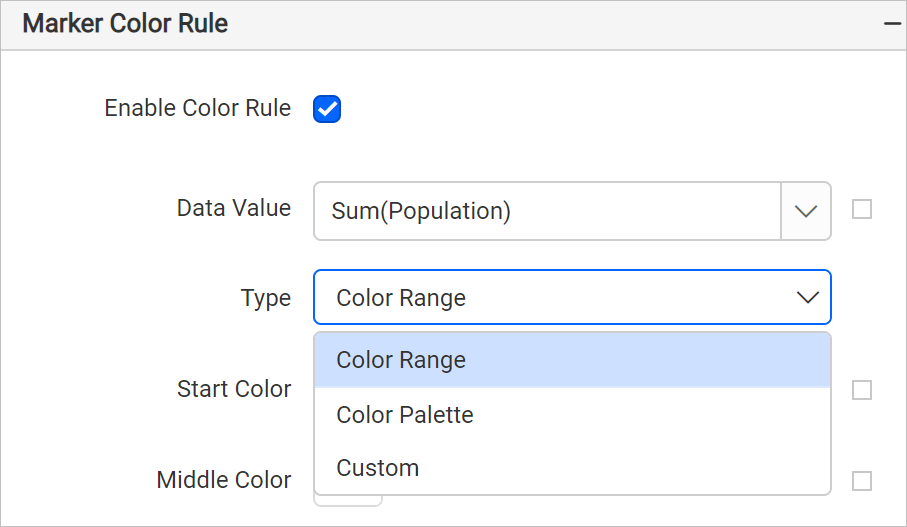 Marker Color Rule
Enable Color Rule
Data Value Sum(Population)
Type Color Range
Color Range
Start Color
Color Palette
Custom
Middle Color